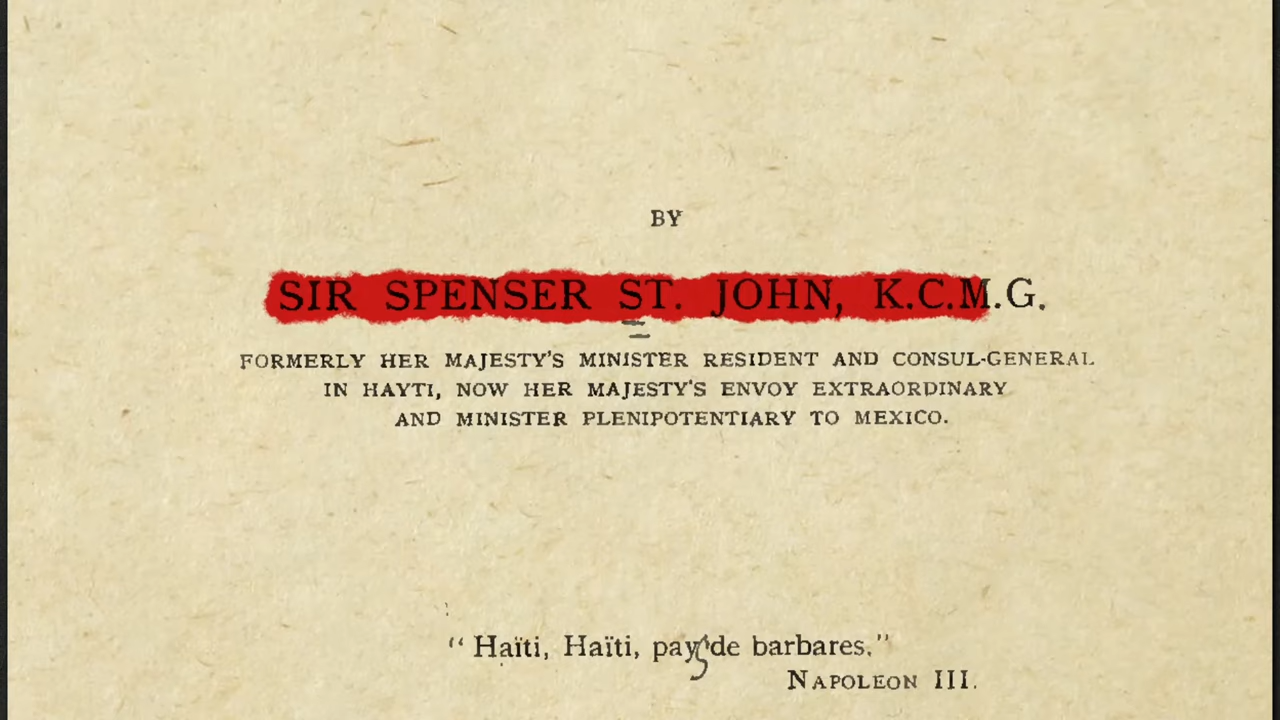 BY
SIR SPENSER ST. JOHN, K.C.M.G.
FORMERLY HER MAJESTY'S MINISTER RESIDENT AND CONSUL-GENERAL
IN HAYTI, NOW HER MAJESTY'S ENVOY EXTRAORDINARY
AND MINISTER PLENIPOTENTIARY TO MEXICO.
“ Haïti, Haïti, pays de barbares.”
NAPOLEON III.